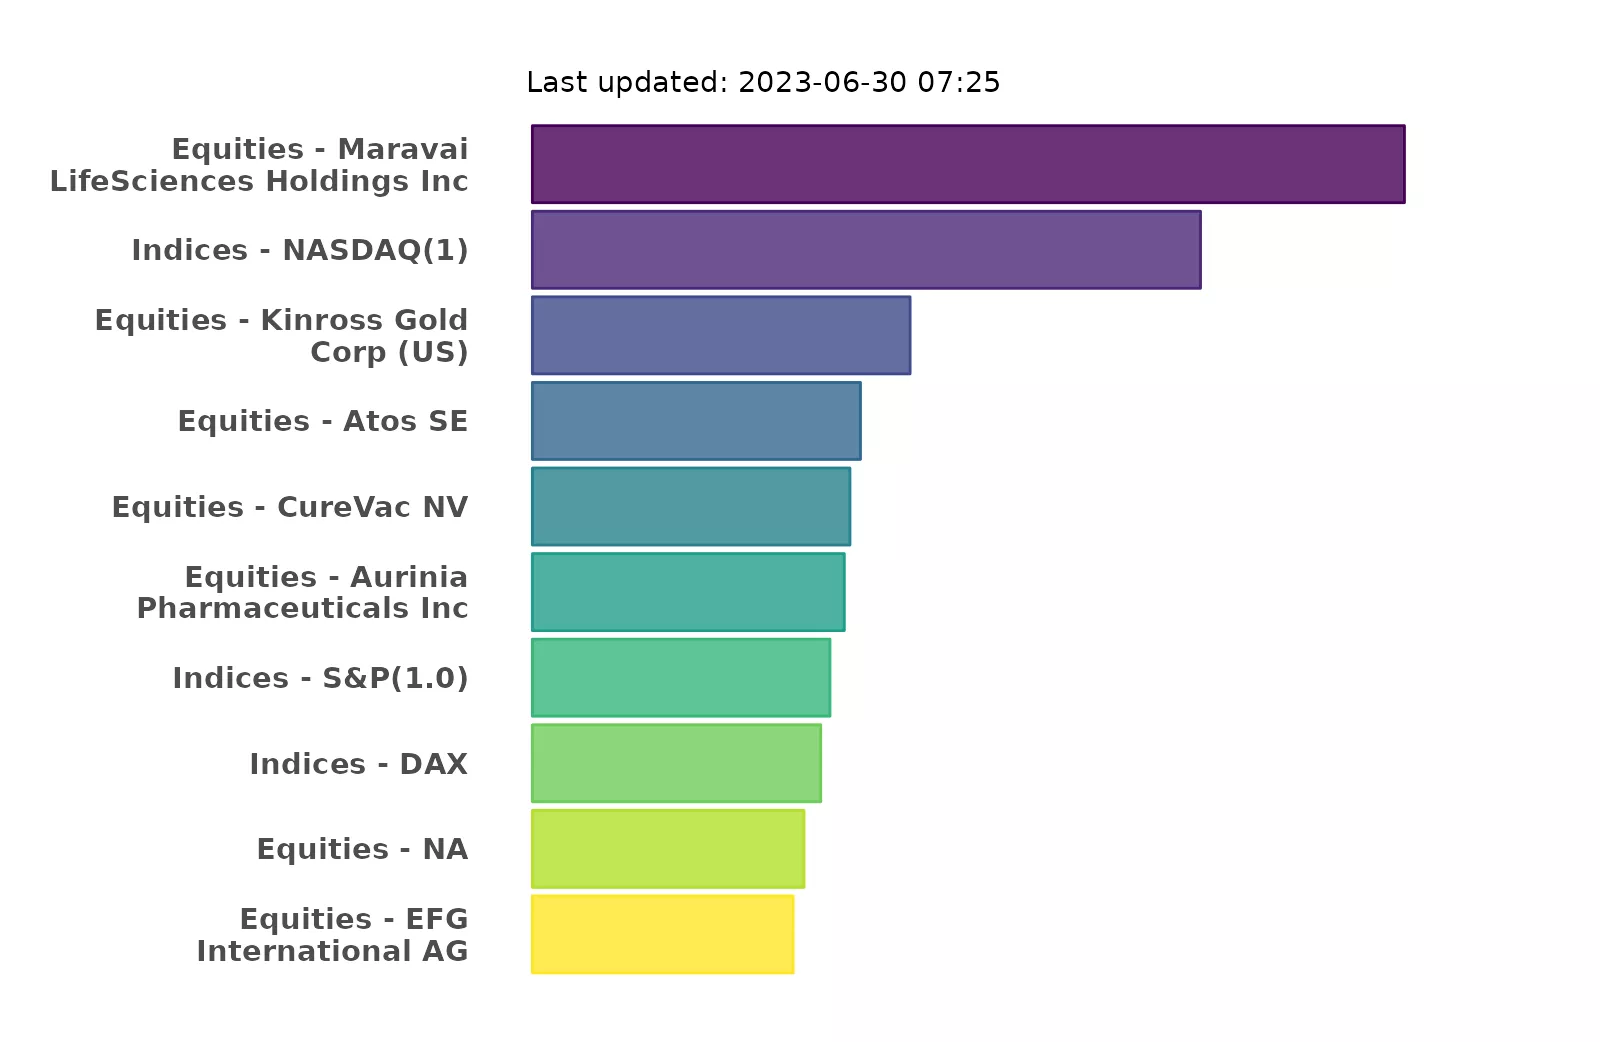 Last updated: 2023-06-30 07:25
Equities - Maravai
LifeSciences Holdings Inc
Indices - NASDAQ(1)
Equities - Kinross Gold
Corp (US)
Equities - Atos SE
Equities - CureVac NV
Equities - Aurinia
Pharmaceuticals Inc
Indices - S&P(1.0)
Indices - DAX
Equities - NA
Equities - EFG
International AG